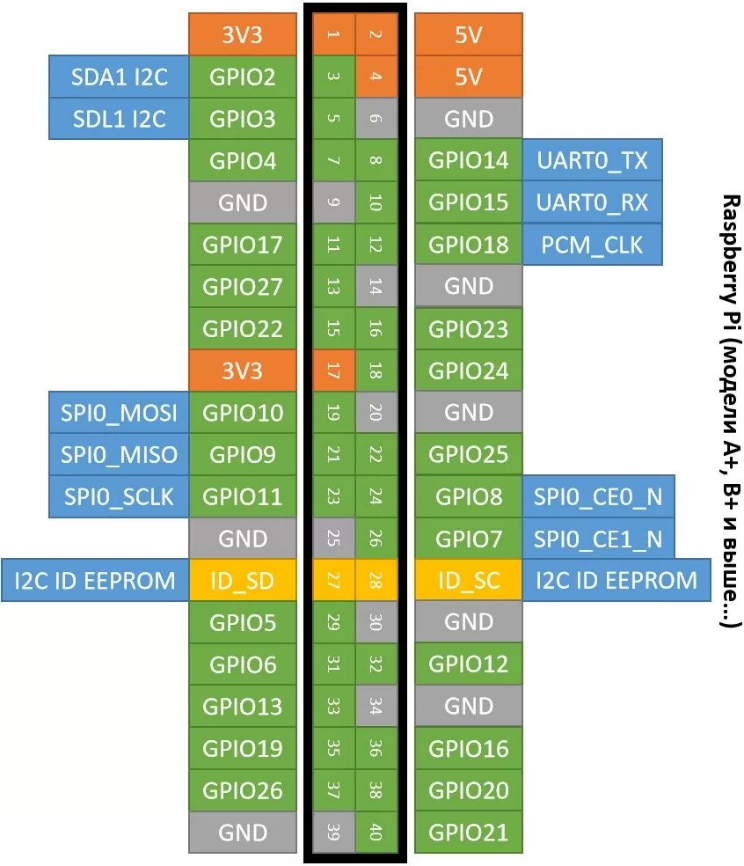 3V3 1 2 5V
SDA1 I2C GPIO2 3 4 5V
SDL1 I2C GPIO3 5 6 GND
GPIO4 7 8 GPIO14 UART0_TX
GND 9 10 GPIO15 UART0_RX
GPIO17 11 12 GPIO18 PCM_CLK
GPIO27 13 14 GND
GPIO22 15 16 GPIO23
3V3 17 18 GPIO24
SPI0_MOSI GPIO10 19 20 GND
SPI0_MISO GPIO9 21 22 GPIO25
SPI0_SCLK GPIO11 23 24 GPIO8 SPI0_CE0_N
GND 25 26 GPIO7 SPI0_CE1_N
I2C ID EEPROM ID_SD 27 28 ID_SC I2C ID EEPROM
GPIO5 29 30 GND
GPIO6 31 32 GPIO12
GPIO13 33 34 GND
GPIO19 35 36 GPIO16
GPIO26 37 38 GPIO20
GND 39 40 GPIO21
Raspberry Pi (модели A+, B+ и выше...)